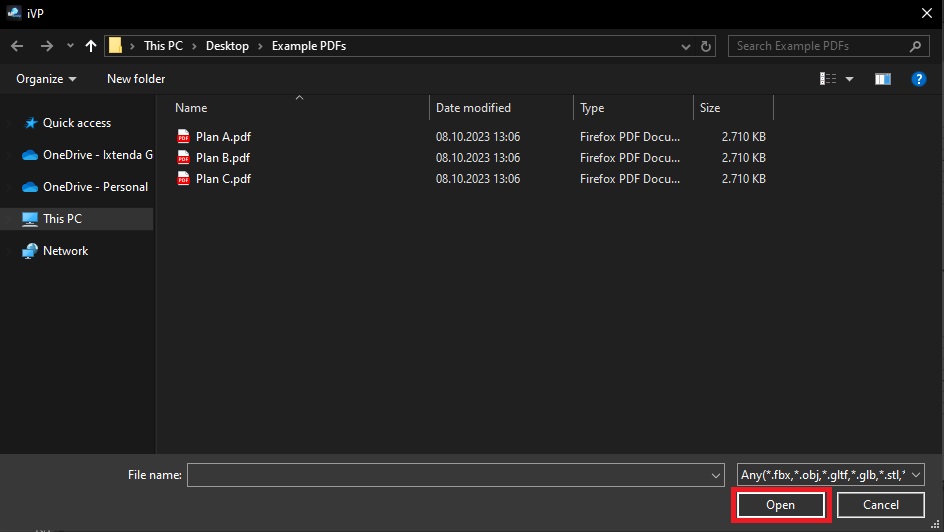 iVP
This PC > Desktop > Example PDFs
Search Example PDFs
Organize
New folder
Name
Date modified
Type
Size
Quick access
OneDrive - Ixtenda G
OneDrive - Personal
This PC
Network
Plan A.pdf 08.10.2023 13:06 Firefox PDF Docu... 2.710 KB
Plan B.pdf 08.10.2023 13:06 Firefox PDF Docu... 2.710 KB
Plan C.pdf 08.10.2023 13:06 Firefox PDF Docu... 2.710 KB
File name:
Any(*.fbx,*.obj,*.gltf,*.glb,*.stl,*
Open
Cancel